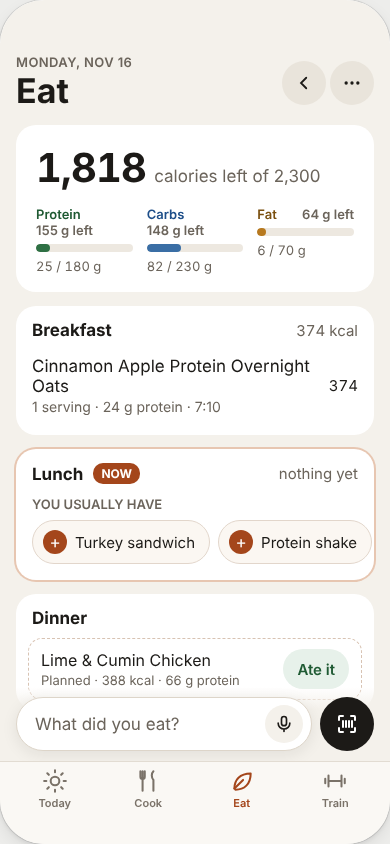 MONDAY, NOV 16
Eat
1,818 calories left of 2,300
Protein
155 g left
25 / 180 g
Carbs
148 g left
82 / 230 g
Fat 64 g left
6 / 70 g
Breakfast 374 kcal
Cinnamon Apple Protein Overnight
Oats 374
1 serving · 24 g protein · 7:10
Lunch NOW nothing yet
YOU USUALLY HAVE
+ Turkey sandwich + Protein shake
Dinner
Lime & Cumin Chicken
Planned · 388 kcal · 66 g protein
Ate it
What did you eat?
Today Cook Eat Train